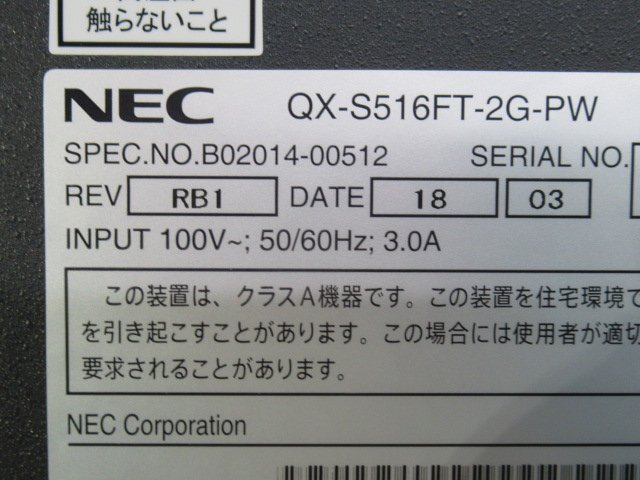 触らないこと
NEC QX-S516FT-2G-PW
SPEC.NO.B02014-00512 SERIAL NO.
REV RB1 DATE 18 03
INPUT 100V~; 50/60Hz; 3.0A
この装置は、クラスA機器です。この装置を住宅環境で
を引き起こすことがあります。この場合には使用者が適切
要求されることがあります。
NEC Corporation